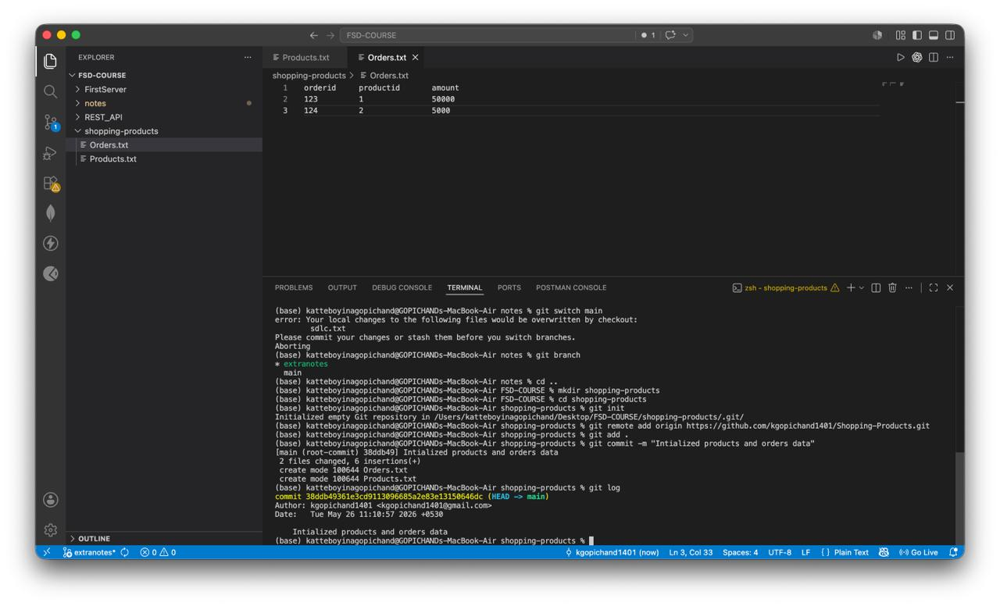 FSD-COURSE
1
EXPLORER
Products.txt
Orders.txt
FSD-COURSE
shopping-products > Orders.txt
FirstServer
notes
REST_API
shopping-products
Orders.txt
Products.txt
1 orderid productid amount
2 123 1 50000
3 124 2 5000
1
PROBLEMS OUTPUT DEBUG CONSOLE TERMINAL PORTS POSTMAN CONSOLE
zsh - shopping-products
(base) katteboyinagopichand@GOPICHANDs-MacBook-Air notes % git switch main
error: Your local changes to the following files would be overwritten by checkout:
sdlc.txt
Please commit your changes or stash them before you switch branches.
Aborting
(base) katteboyinagopichand@GOPICHANDs-MacBook-Air notes % git branch
* extranotes
main
(base) katteboyinagopichand@GOPICHANDs-MacBook-Air notes % cd ..
(base) katteboyinagopichand@GOPICHANDs-MacBook-Air FSD-COURSE % mkdir shopping-products
(base) katteboyinagopichand@GOPICHANDs-MacBook-Air FSD-COURSE % cd shopping-products
(base) katteboyinagopichand@GOPICHANDs-MacBook-Air shopping-products % git init
Initialized empty Git repository in /Users/katteboyinagopichand/Desktop/FSD-COURSE/shopping-products/.git/
(base) katteboyinagopichand@GOPICHANDs-MacBook-Air shopping-products % git remote add origin https://github.com/kgopichand1401/Shopping-Products.git
(base) katteboyinagopichand@GOPICHANDs-MacBook-Air shopping-products % git add .
(base) katteboyinagopichand@GOPICHANDs-MacBook-Air shopping-products % git commit -m "Intialized products and orders data"
[main (root-commit) 38ddb49] Intialized products and orders data
2 files changed, 6 insertions(+)
create mode 100644 Orders.txt
create mode 100644 Products.txt
(base) katteboyinagopichand@GOPICHANDs-MacBook-Air shopping-products % git log
commit 38ddb49361e3cd9113096685a2e83e13150646dc (HEAD -> main)
Author: kgopichand1401 <kgopichand1401@gmail.com>
Date: Tue May 26 11:10:57 2026 +0530
Intialized products and orders data
(base) katteboyinagopichand@GOPICHANDs-MacBook-Air shopping-products %
OUTLINE
extranotes* 0 0 kgopichand1401 (now) Ln 3, Col 33 Spaces: 4 UTF-8 LF { } Plain Text Go Live